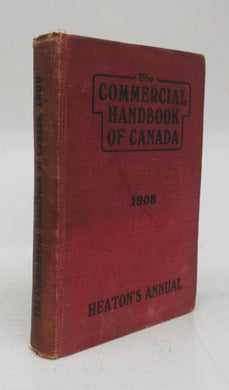 The
COMMERCIAL
HANDBOOK
OF CANADA
1908
HEATON'S ANNUAL
The Commercial Handbook of Canada 1908